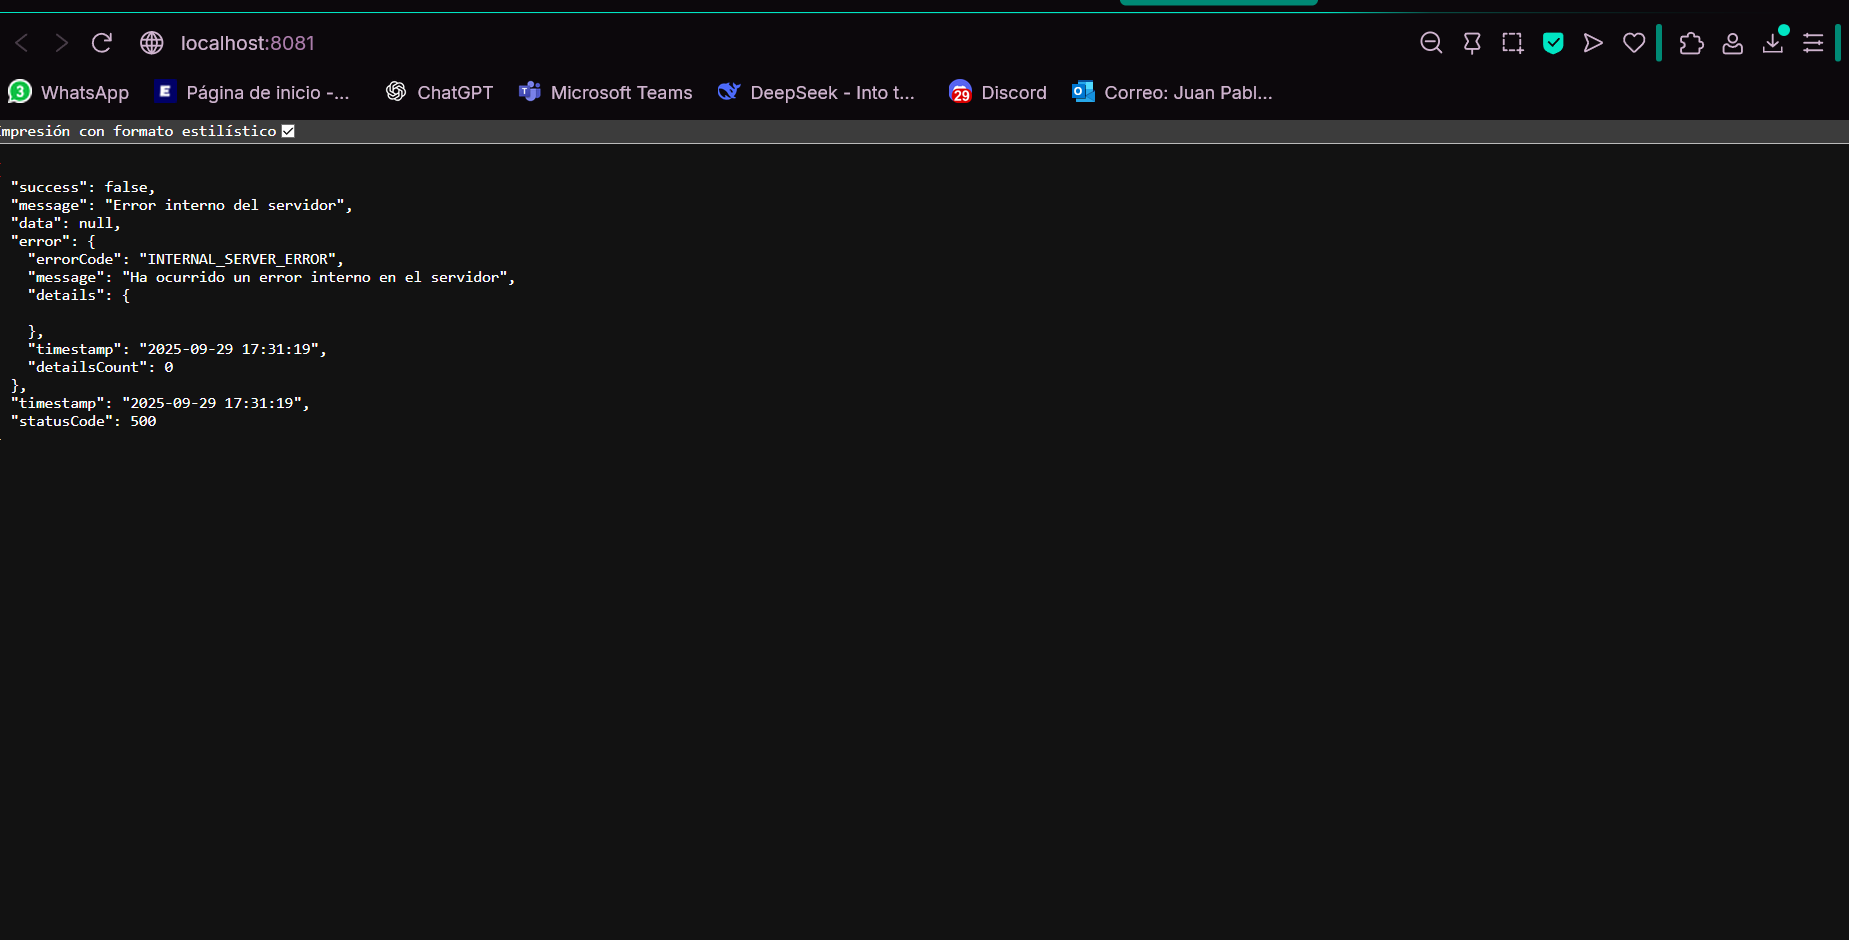 localhost:8081
3 WhatsApp E Página de inicio -... ChatGPT Microsoft Teams DeepSeek - Into t... 29 Discord Correo: Juan Pabl...
mpresión con formato estilístico
"success": false,
"message": "Error interno del servidor",
"data": null,
"error": {
"errorCode": "INTERNAL_SERVER_ERROR",
"message": "Ha ocurrido un error interno en el servidor",
"details": {
},
"timestamp": "2025-09-29 17:31:19",
"detailsCount": 0
},
"timestamp": "2025-09-29 17:31:19",
"statusCode": 500